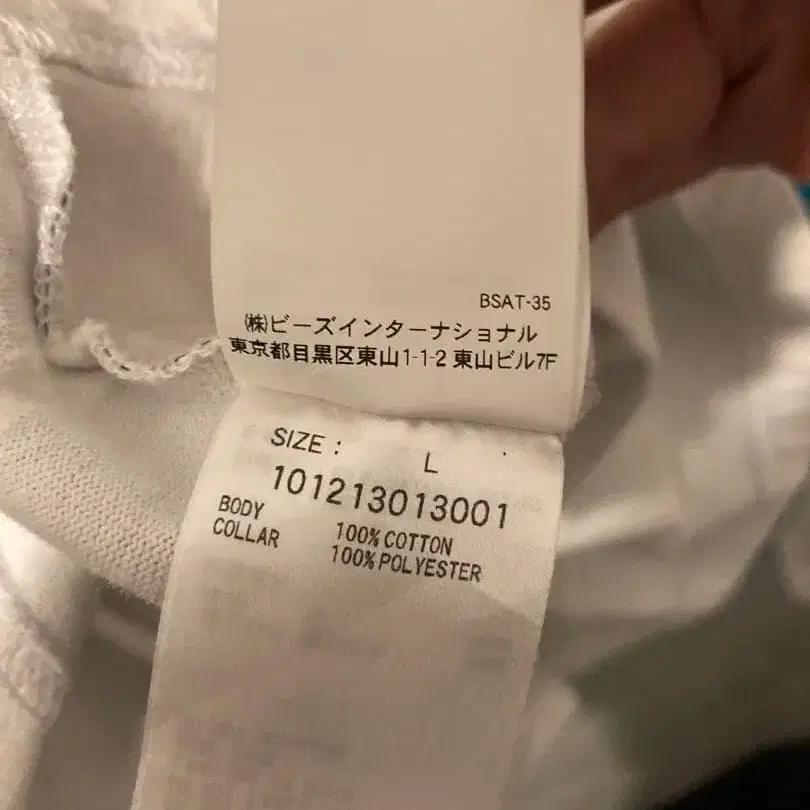 BSAT-35
㈱ビーズインターナショナル
東京都目黒区東山1-1-2 東山ビル7F
SIZE : L
101213013001
BODY 100% COTTON
COLLAR 100% POLYESTER